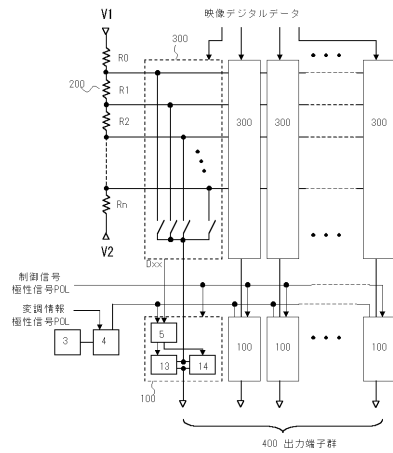 V1
映像デジタルデータ
300
R0
200
R1
R2
300
300
300
Rn
V2
Dxx
制御信号
極性信号POL
変調情報
極性信号POL
3
4
5
13
14
100
100
100
100
400 出力端子群